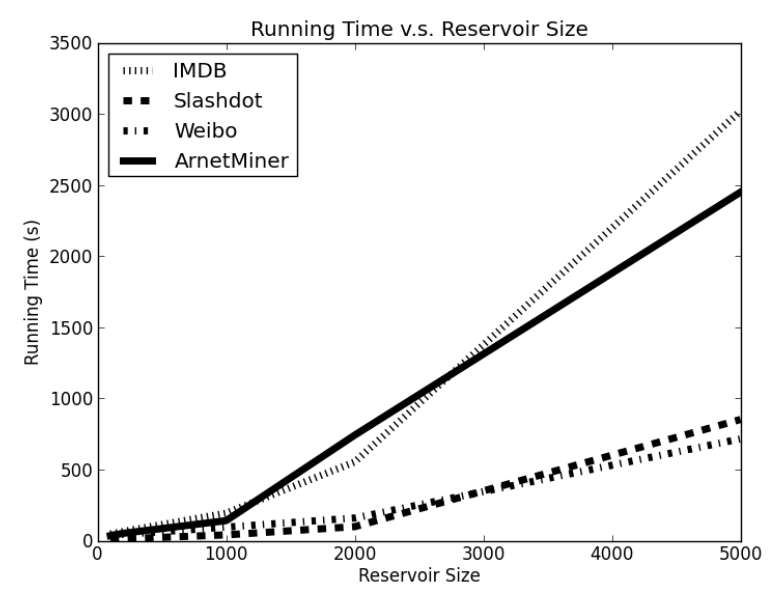 Running Time v.s. Reservoir Size
3500
3000
2500
2000
1500
1000
500
0
IMDB
Slashdot
Weibo
ArnetMiner
Running Time (s)
0 1000 2000 3000 4000 5000
Reservoir Size